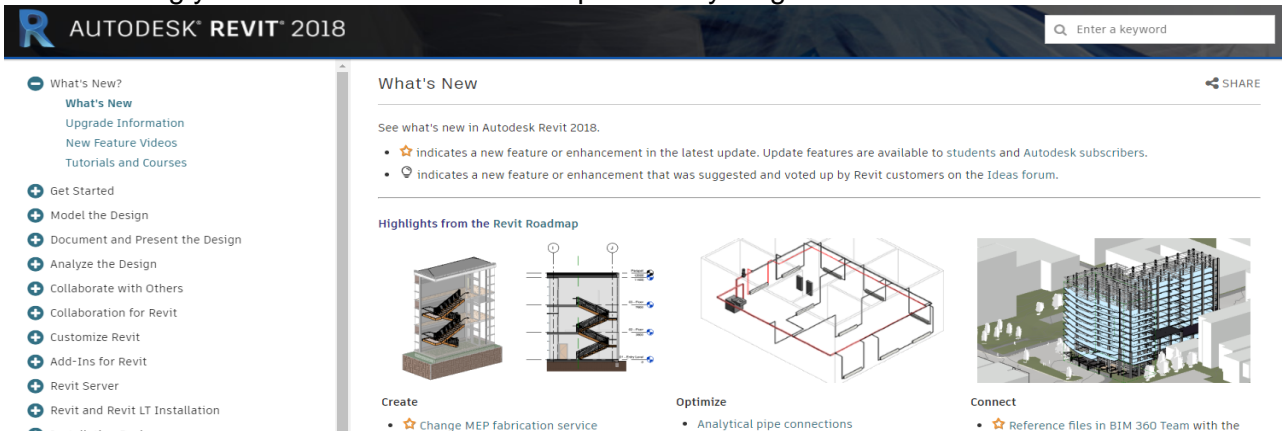 AUTODESK® REVIT® 2018
Enter a keyword
What's New?
What's New
Upgrade Information
New Feature Videos
Tutorials and Courses
Get Started
Model the Design
Document and Present the Design
Analyze the Design
Collaborate with Others
Collaboration for Revit
Customize Revit
Add-Ins for Revit
Revit Server
Revit and Revit LT Installation
What's New
SHARE
See what's new in Autodesk Revit 2018.
• indicates a new feature or enhancement in the latest update. Update features are available to students and Autodesk subscribers.
• indicates a new feature or enhancement that was suggested and voted up by Revit customers on the Ideas forum.
Highlights from the Revit Roadmap
1
2
Create
• Change MEP fabrication service
Optimize
• Analytical pipe connections
Connect
• Reference files in BIM 360 Team with the